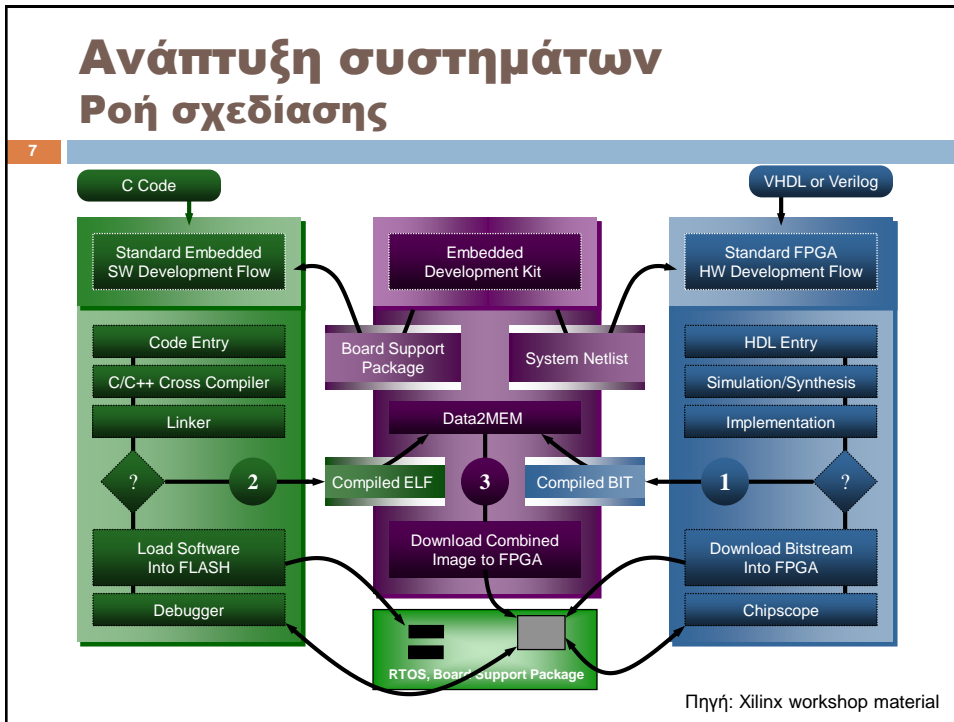 Ανάπτυξη συστημάτων
Ροή σχεδίασης
7
C Code
VHDL or Verilog
Standard Embedded
SW Development Flow
Embedded
Development Kit
Standard FPGA
HW Development Flow
Board Support
Package
System Netlist
Code Entry
C/C++ Cross Compiler
Linker
?
2
Compiled ELF
Data2MEM
3
Compiled BIT
1
HDL Entry
Simulation/Synthesis
Implementation
?
Load Software
Into FLASH
Debugger
Download Combined
Image to FPGA
Download Bitstream
Into FPGA
Chipscope
RTOS, Board Support Package
Πηγή: Xilinx workshop material